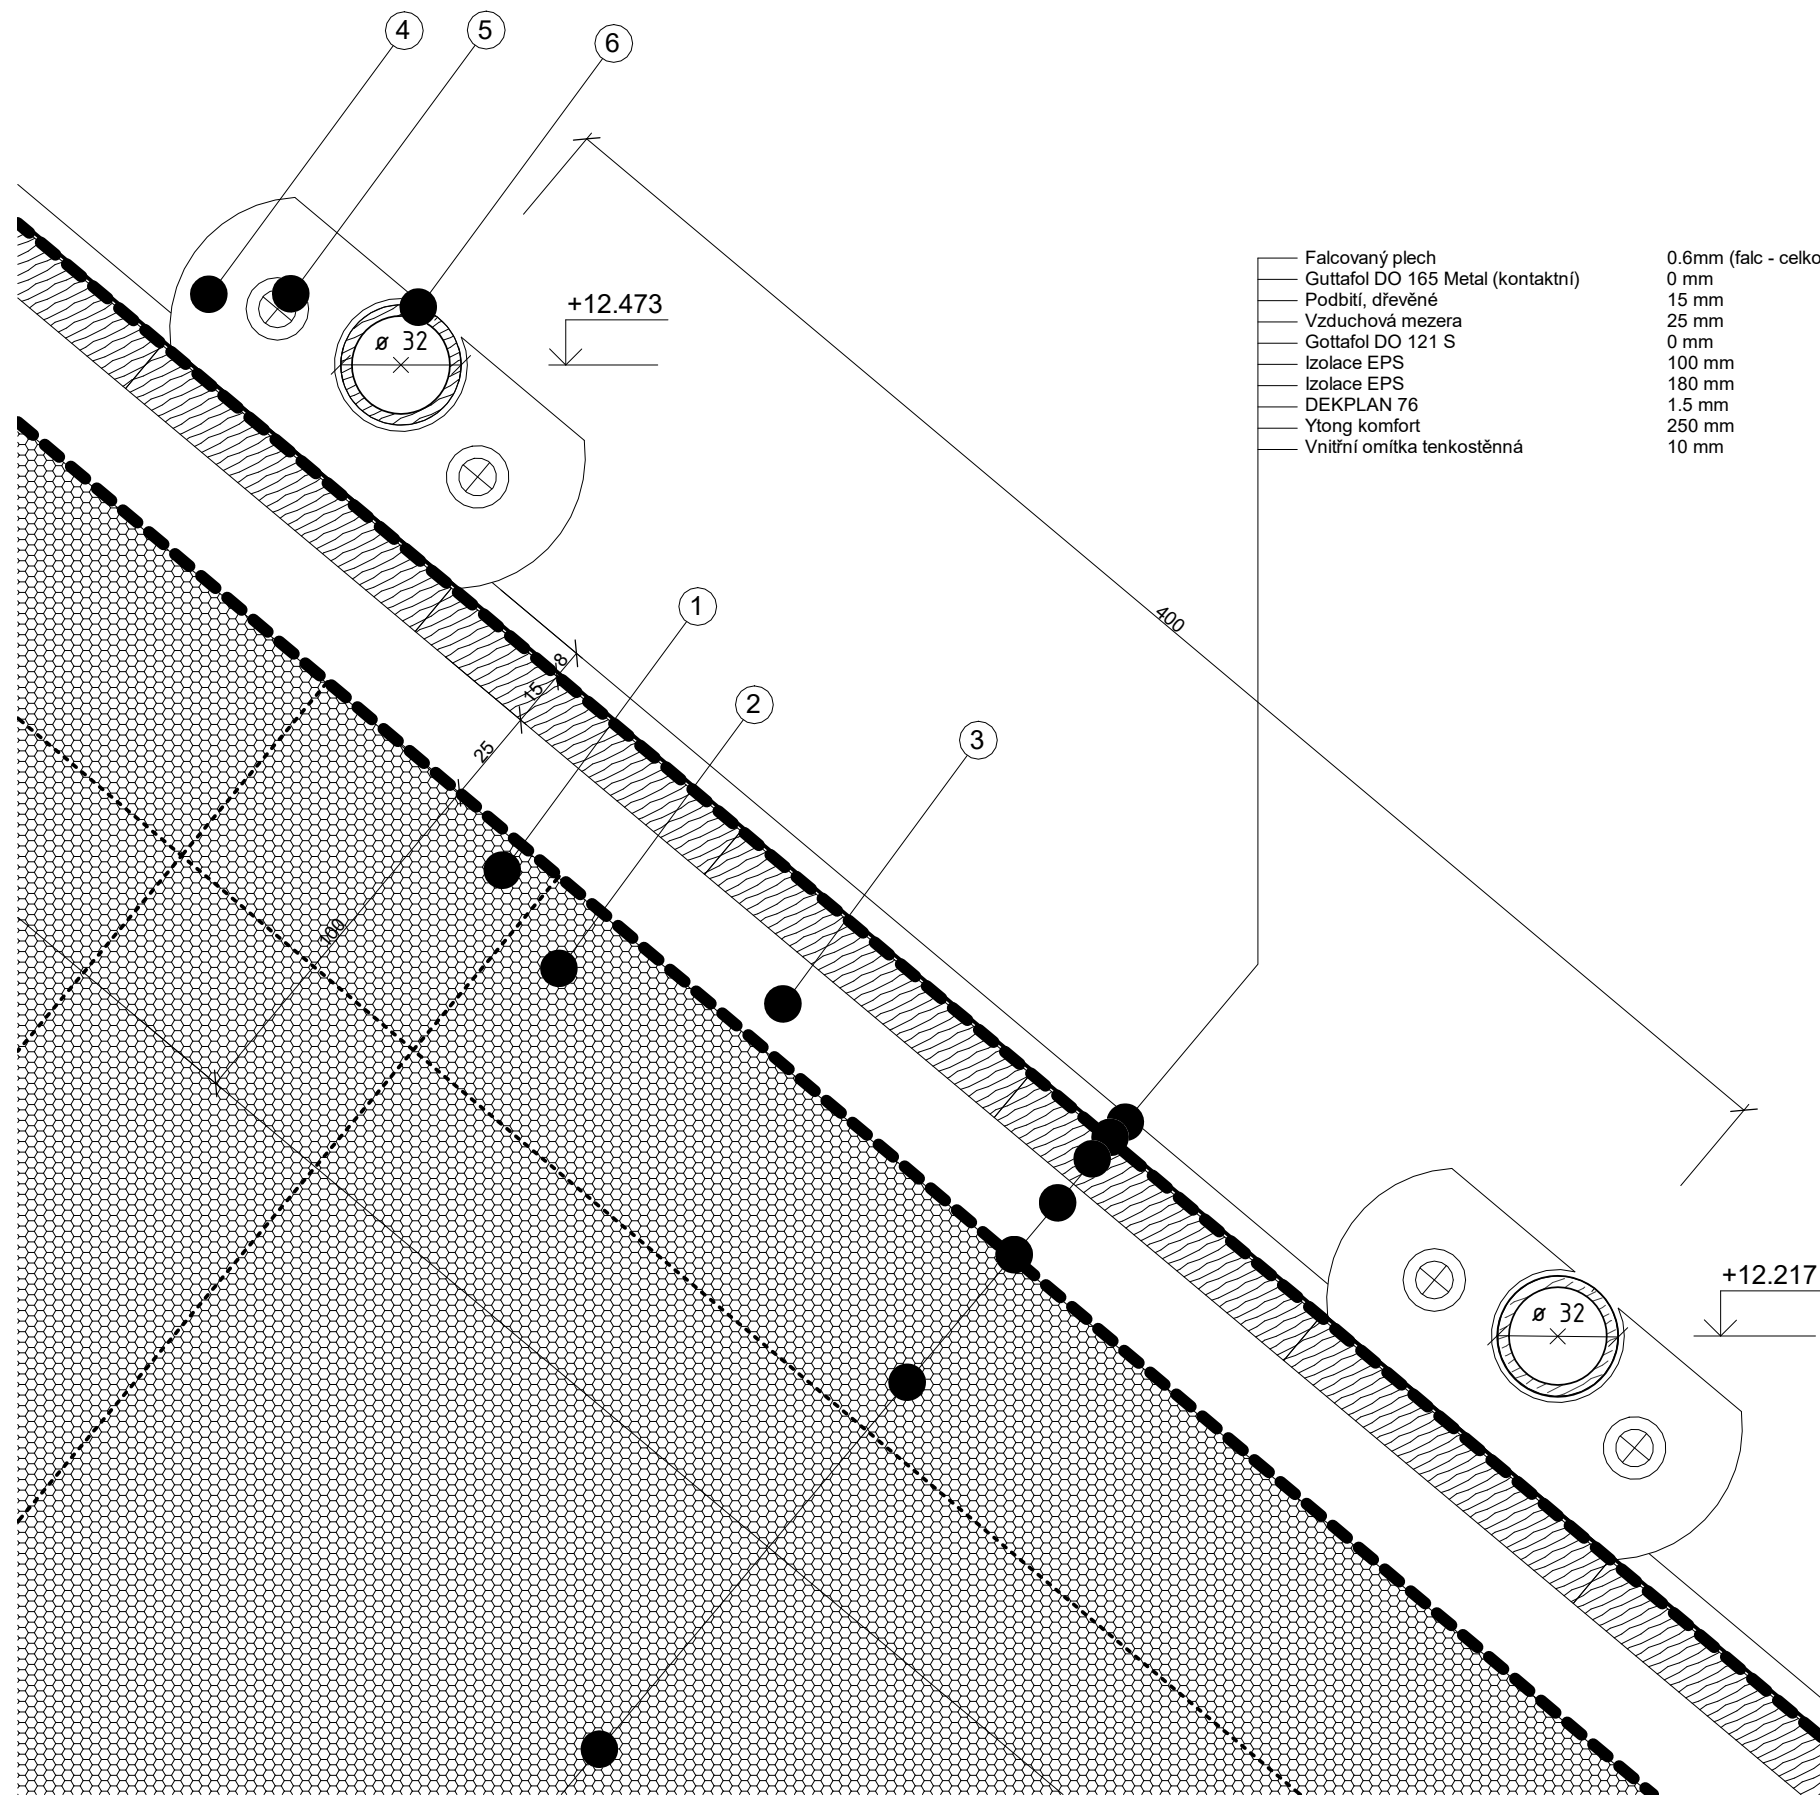 4
5
6
Falcovaný plech 0.6mm (falc - celko
Guttafol DO 165 Metal (kontaktní) 0 mm
Podbití, dřevěné 15 mm
Vzduchová mezera 25 mm
Gottafol DO 121 S 0 mm
Izolace EPS 100 mm
Izolace EPS 180 mm
DEKPLAN 76 1.5 mm
Ytong komfort 250 mm
Vnitřní omítka tenkostěnná 10 mm
+12.473
ø 32
1
400
8
15
2
25
3
100
+12.217
ø 32